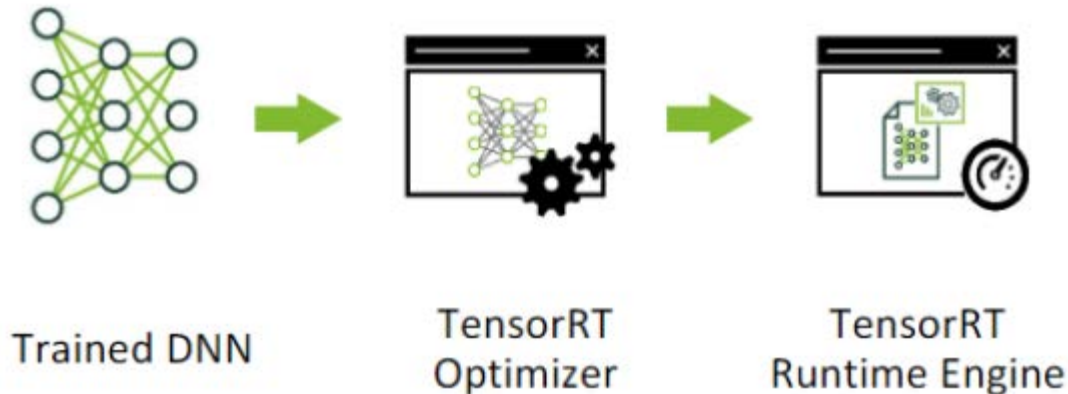 Trained DNN
TensorRT
Optimizer
TensorRT
Runtime Engine